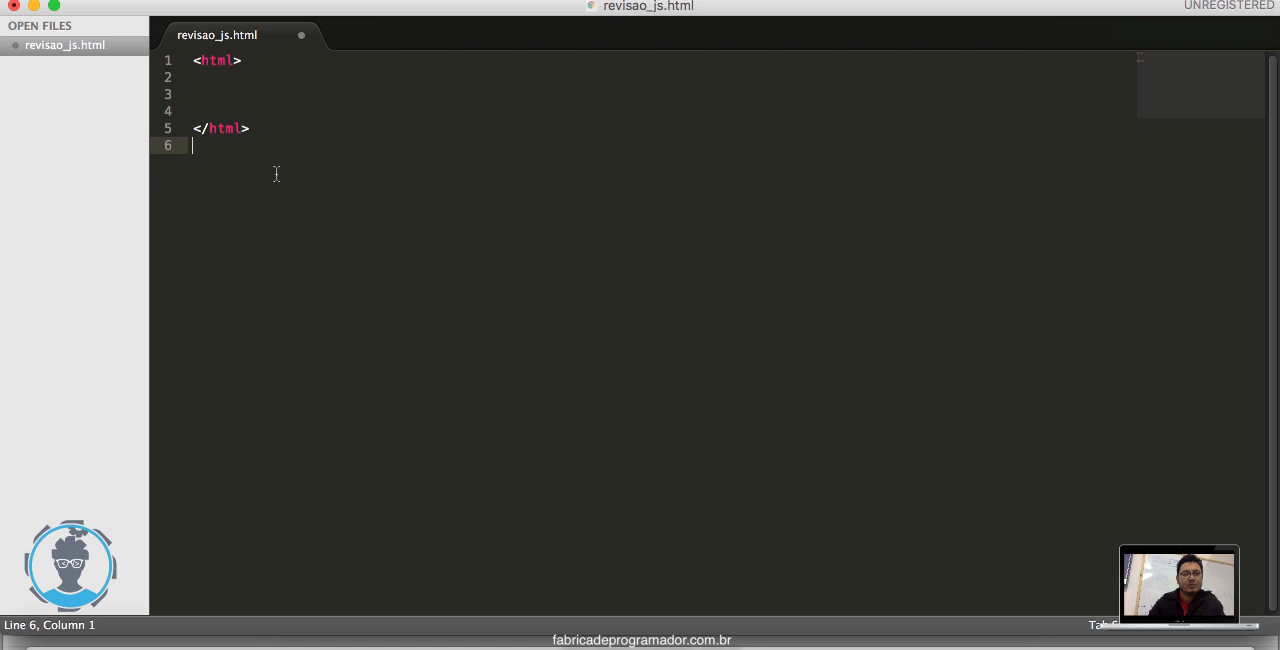 revisao_js.html
UNREGISTERED
OPEN FILES
revisao_js.html
revisao_js.html
1 <html>
2
3
4
5 </html>
6
Line 6, Column 1
fabricadeprogramador.com.br